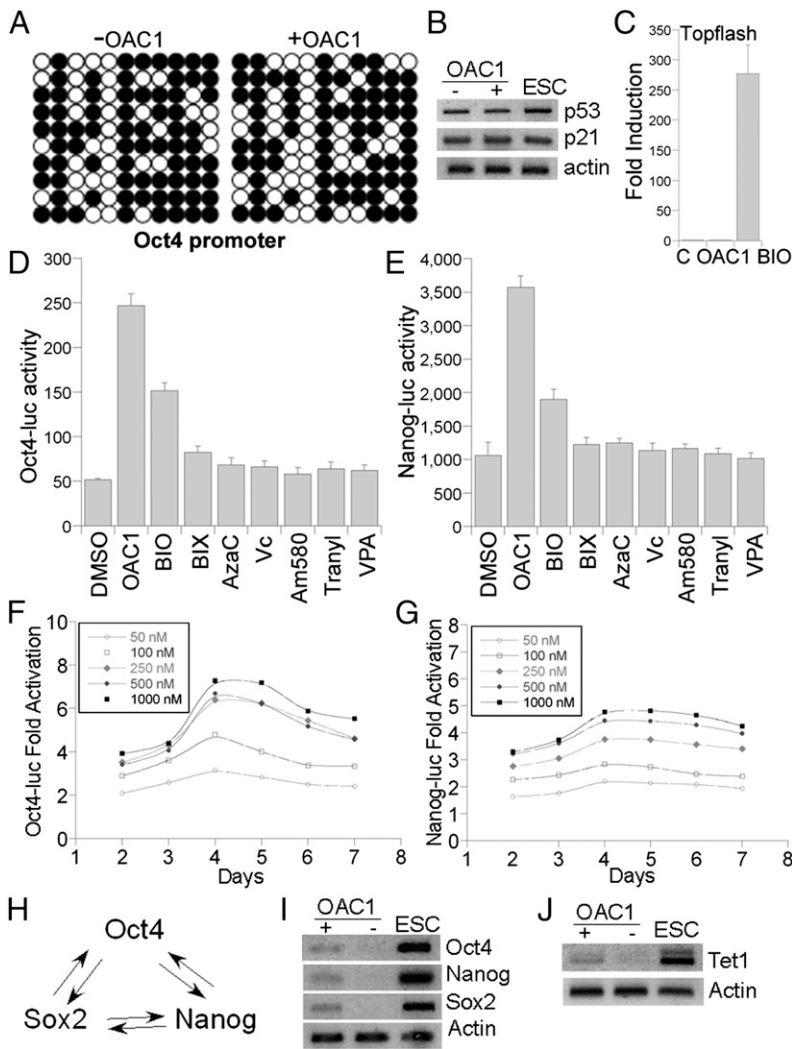 A
−OAC1
+OAC1
Oct4 promoter
B
OAC1
- + ESC
p53
p21
actin
C
Topflash
Fold Induction
350
300
250
200
150
100
50
0
C OAC1 BIO
D
Oct4-luc activity
300
250
200
150
100
50
0
DMSO
OAC1
BIO
BIX
AzaC
Vc
Am580
Tranyl
VPA
E
Nanog-luc activity
4,000
3,500
3,000
2,500
2,000
1,500
1,000
500
0
DMSO
OAC1
BIO
BIX
AzaC
Vc
Am580
Tranyl
VPA
F
Oct4-luc Fold Activation
10
8
6
4
2
0
50 nM
100 nM
250 nM
500 nM
1000 nM
1 2 3 4 5 6 7 8
Days
G
Nanog-luc Fold Activation
8
7
6
5
4
3
2
1
0
50 nM
100 nM
250 nM
500 nM
1000 nM
1 2 3 4 5 6 7 8
Days
H
Oct4
Sox2
Nanog
I
OAC1
+ - ESC
Oct4
Nanog
Sox2
Actin
J
OAC1
+ - ESC
Tet1
Actin